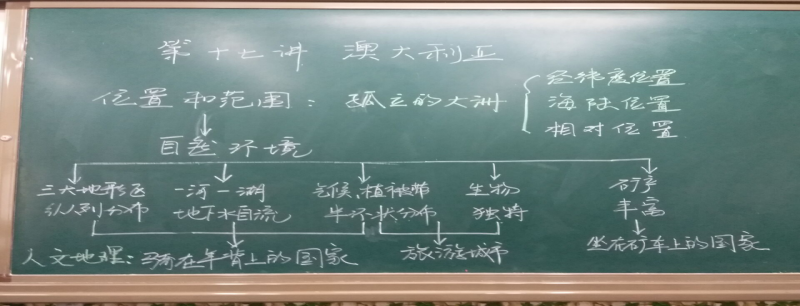 第十七讲 澳大利亚
位置和范围：孤立的大洲
经纬度位置
海陆位置
相对位置
自然环境
三大地形区
纵列分布
一河一湖
地下水自流
气候、植被带
半环状分布
生物
独特
矿产
丰富
人文地理：骑在羊背上的国家
旅游城市
坐在矿车上的国家